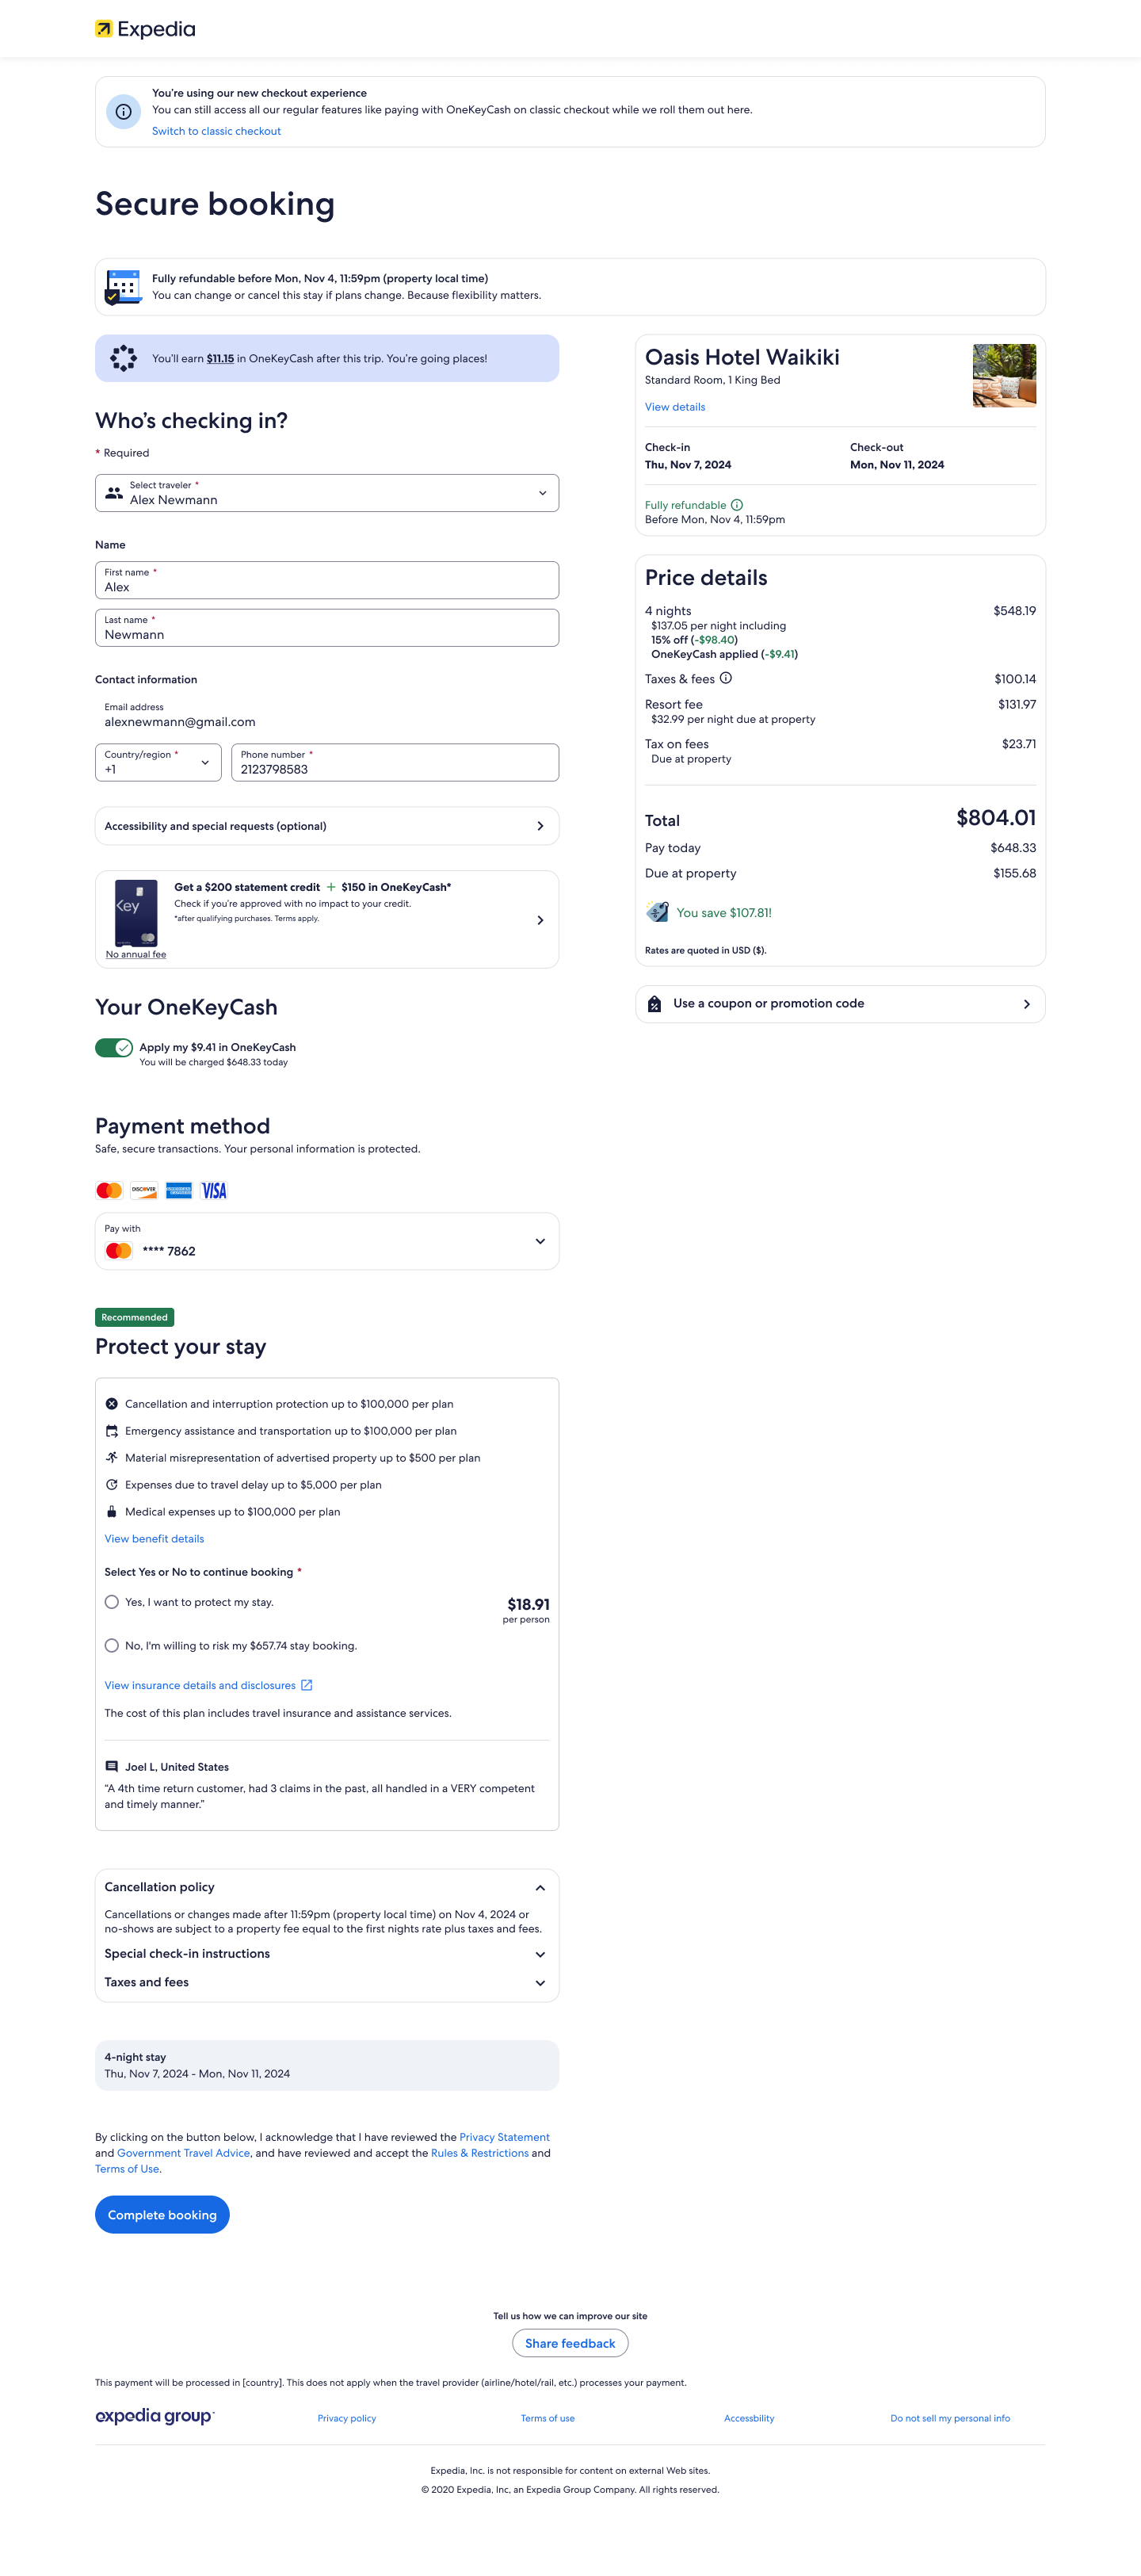 Expedia
You're using our new checkout experience
You can still access all our regular features like paying with OneKeyCash on classic checkout while we roll them out here.
Switch to classic checkout
Secure booking
Fully refundable before Mon, Nov 4, 11:59pm (property local time)
You can change or cancel this stay if plans change. Because flexibility matters.
You'll earn $11.15 in OneKeyCash after this trip. You're going places!
Who's checking in?
* Required
Select traveler *
Alex Newmann
Name
First name *
Alex
Last name *
Newmann
Contact information
Email address
alexnewmann@gmail.com
Country/region *
+1
Phone number *
2123798583
Accessibility and special requests (optional)
Key
Get a $200 statement credit + $150 in OneKeyCash*
Check if you're approved with no impact to your credit.
*after qualifying purchases. Terms apply.
No annual fee
Your OneKeyCash
Apply my $9.41 in OneKeyCash
You will be charged $648.33 today
Payment method
Safe, secure transactions. Your personal information is protected.
DISCOVER
AMERICAN EXPRESS
VISA
Pay with
**** 7862
Recommended
Protect your stay
Cancellation and interruption protection up to $100,000 per plan
Emergency assistance and transportation up to $100,000 per plan
Material misrepresentation of advertised property up to $500 per plan
Expenses due to travel delay up to $5,000 per plan
Medical expenses up to $100,000 per plan
View benefit details
Select Yes or No to continue booking *
Yes, I want to protect my stay.
$18.91
per person
No, I'm willing to risk my $657.74 stay booking.
View insurance details and disclosures
The cost of this plan includes travel insurance and assistance services.
Joel L, United States
“A 4th time return customer, had 3 claims in the past, all handled in a VERY competent
and timely manner.”
Cancellation policy
Cancellations or changes made after 11:59pm (property local time) on Nov 4, 2024 or
no-shows are subject to a property fee equal to the first nights rate plus taxes and fees.
Special check-in instructions
Taxes and fees
4-night stay
Thu, Nov 7, 2024 - Mon, Nov 11, 2024
By clicking on the button below, I acknowledge that I have reviewed the Privacy Statement
and Government Travel Advice, and have reviewed and accept the Rules & Restrictions and
Terms of Use.
Complete booking
Oasis Hotel Waikiki
Standard Room, 1 King Bed
View details
Check-in
Thu, Nov 7, 2024
Check-out
Mon, Nov 11, 2024
Fully refundable
Before Mon, Nov 4, 11:59pm
Price details
4 nights $548.19
$137.05 per night including
15% off (-$98.40)
OneKeyCash applied (-$9.41)
Taxes & fees $100.14
Resort fee $131.97
$32.99 per night due at property
Tax on fees $23.71
Due at property
Total $804.01
Pay today $648.33
Due at property $155.68
You save $107.81!
Rates are quoted in USD ($).
Use a coupon or promotion code
Tell us how we can improve our site
Share feedback
This payment will be processed in [country]. This does not apply when the travel provider (airline/hotel/rail, etc.) processes your payment.
expedia group
Privacy policy
Terms of use
Accessbility
Do not sell my personal info
Expedia, Inc. is not responsible for content on external Web sites.
© 2020 Expedia, Inc, an Expedia Group Company. All rights reserved.